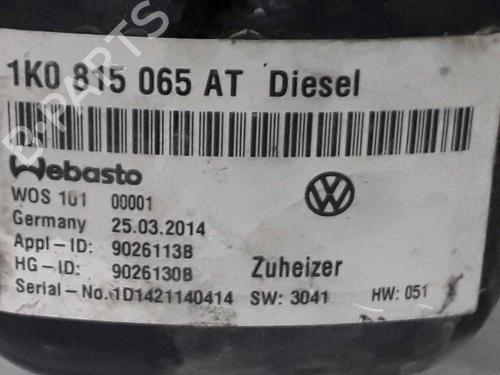 1K0 815 065 AT Diesel
B-PARTS
Webasto
WOS 101 00001
Germany 25.03.2014
Appl-ID: 9026113B
HG-ID: 9026130B
Zuheizer
Serial-No. 1D1421140414 SW: 3041 HW: 051